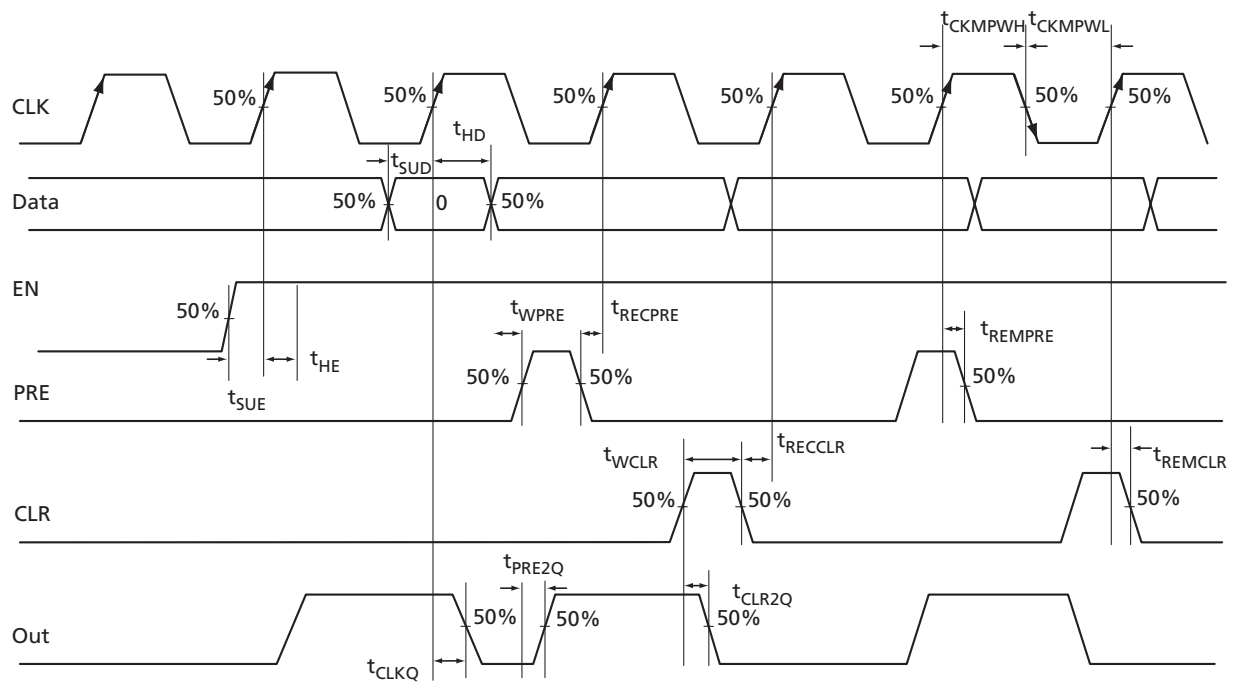 tCKMPWH tCKMPWL
CLK
50%
50%
50%
50%
50%
50%
50%
tHD
tSUD
Data
50%
0
50%
EN
50%
tHE
tSUE
tWPRE
tRECPRE
tREMPRE
PRE
50%
50%
50%
tWCLR
tRECCLR
tREMCLR
CLR
50%
50%
50%
tPRE2Q
tCLR2Q
Out
50%
50%
50%
tCLKQ